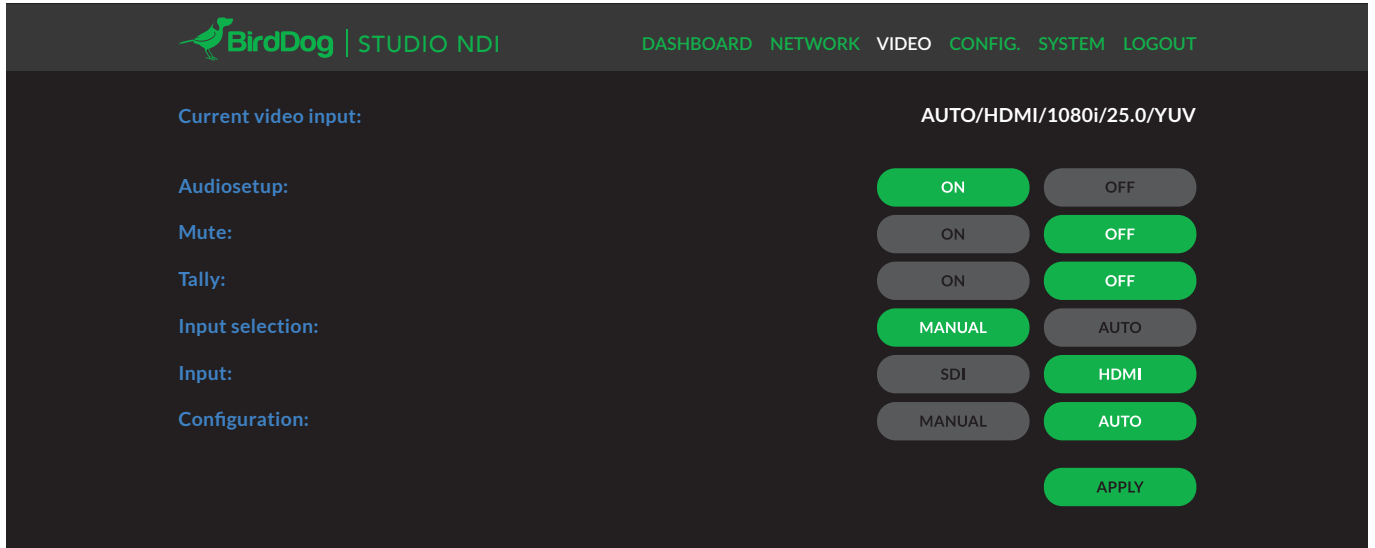 BirdDog | STUDIO NDI DASHBOARD NETWORK VIDEO CONFIG. SYSTEM LOGOUT
Current video input: AUTO/HDMI/1080i/25.0/YUV
Audiosetup: ON OFF
Mute: ON OFF
Tally: ON OFF
Input selection: MANUAL AUTO
Input: SDI HDMI
Configuration: MANUAL AUTO
APPLY